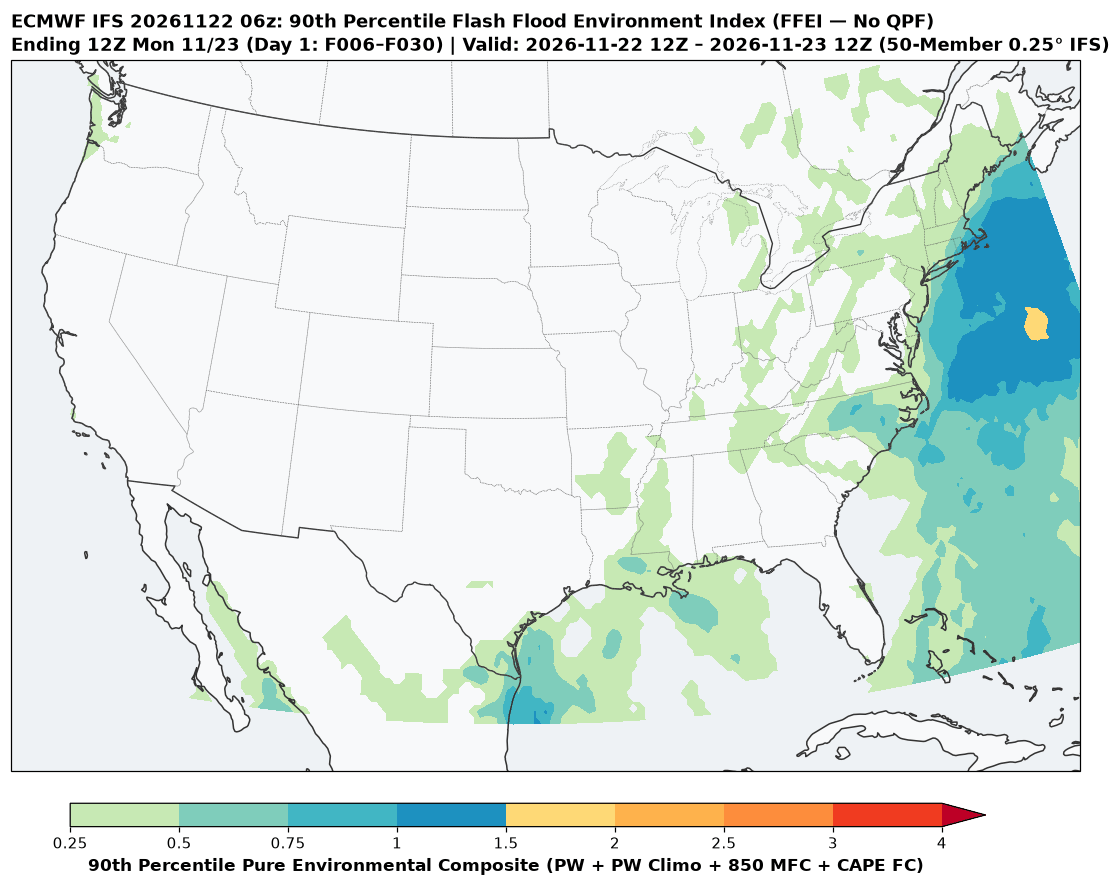 ECMWF IFS 20261122 06z: 90th Percentile Flash Flood Environment Index (FFEI — No QPF)
Ending 12Z Mon 11/23 (Day 1: F006–F030) | Valid: 2026-11-22 12Z – 2026-11-23 12Z (50-Member 0.25° IFS)
0.25 0.5 0.75 1 1.5 2 2.5 3 4
90th Percentile Pure Environmental Composite (PW + PW Climo + 850 MFC + CAPE FC)